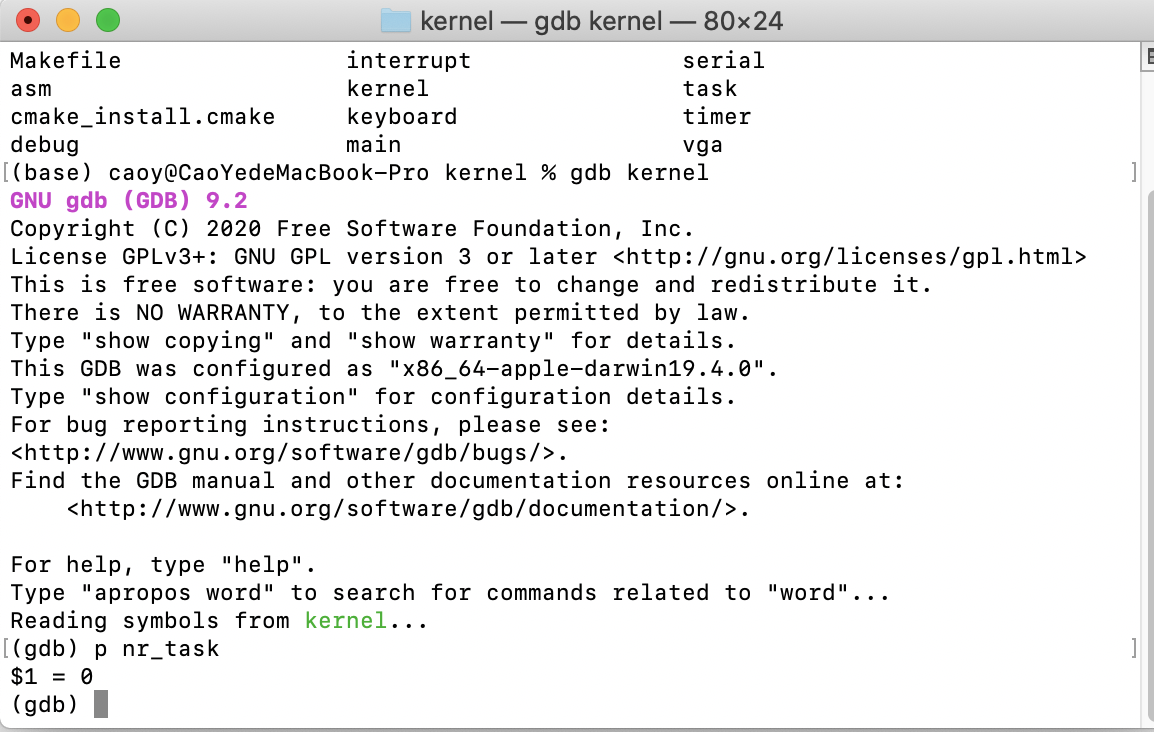 kernel — gdb kernel — 80×24
Makefile interrupt serial
asm kernel task
cmake_install.cmake keyboard timer
debug main vga
[(base) caoy@CaoYedeMacBook-Pro kernel % gdb kernel ]
GNU gdb (GDB) 9.2
Copyright (C) 2020 Free Software Foundation, Inc.
License GPLv3+: GNU GPL version 3 or later <http://gnu.org/licenses/gpl.html>
This is free software: you are free to change and redistribute it.
There is NO WARRANTY, to the extent permitted by law.
Type "show copying" and "show warranty" for details.
This GDB was configured as "x86_64-apple-darwin19.4.0".
Type "show configuration" for configuration details.
For bug reporting instructions, please see:
<http://www.gnu.org/software/gdb/bugs/>.
Find the GDB manual and other documentation resources online at:
    <http://www.gnu.org/software/gdb/documentation/>.

For help, type "help".
Type "apropos word" to search for commands related to "word"...
Reading symbols from kernel...
[(gdb) p nr_task ]
$1 = 0
(gdb)